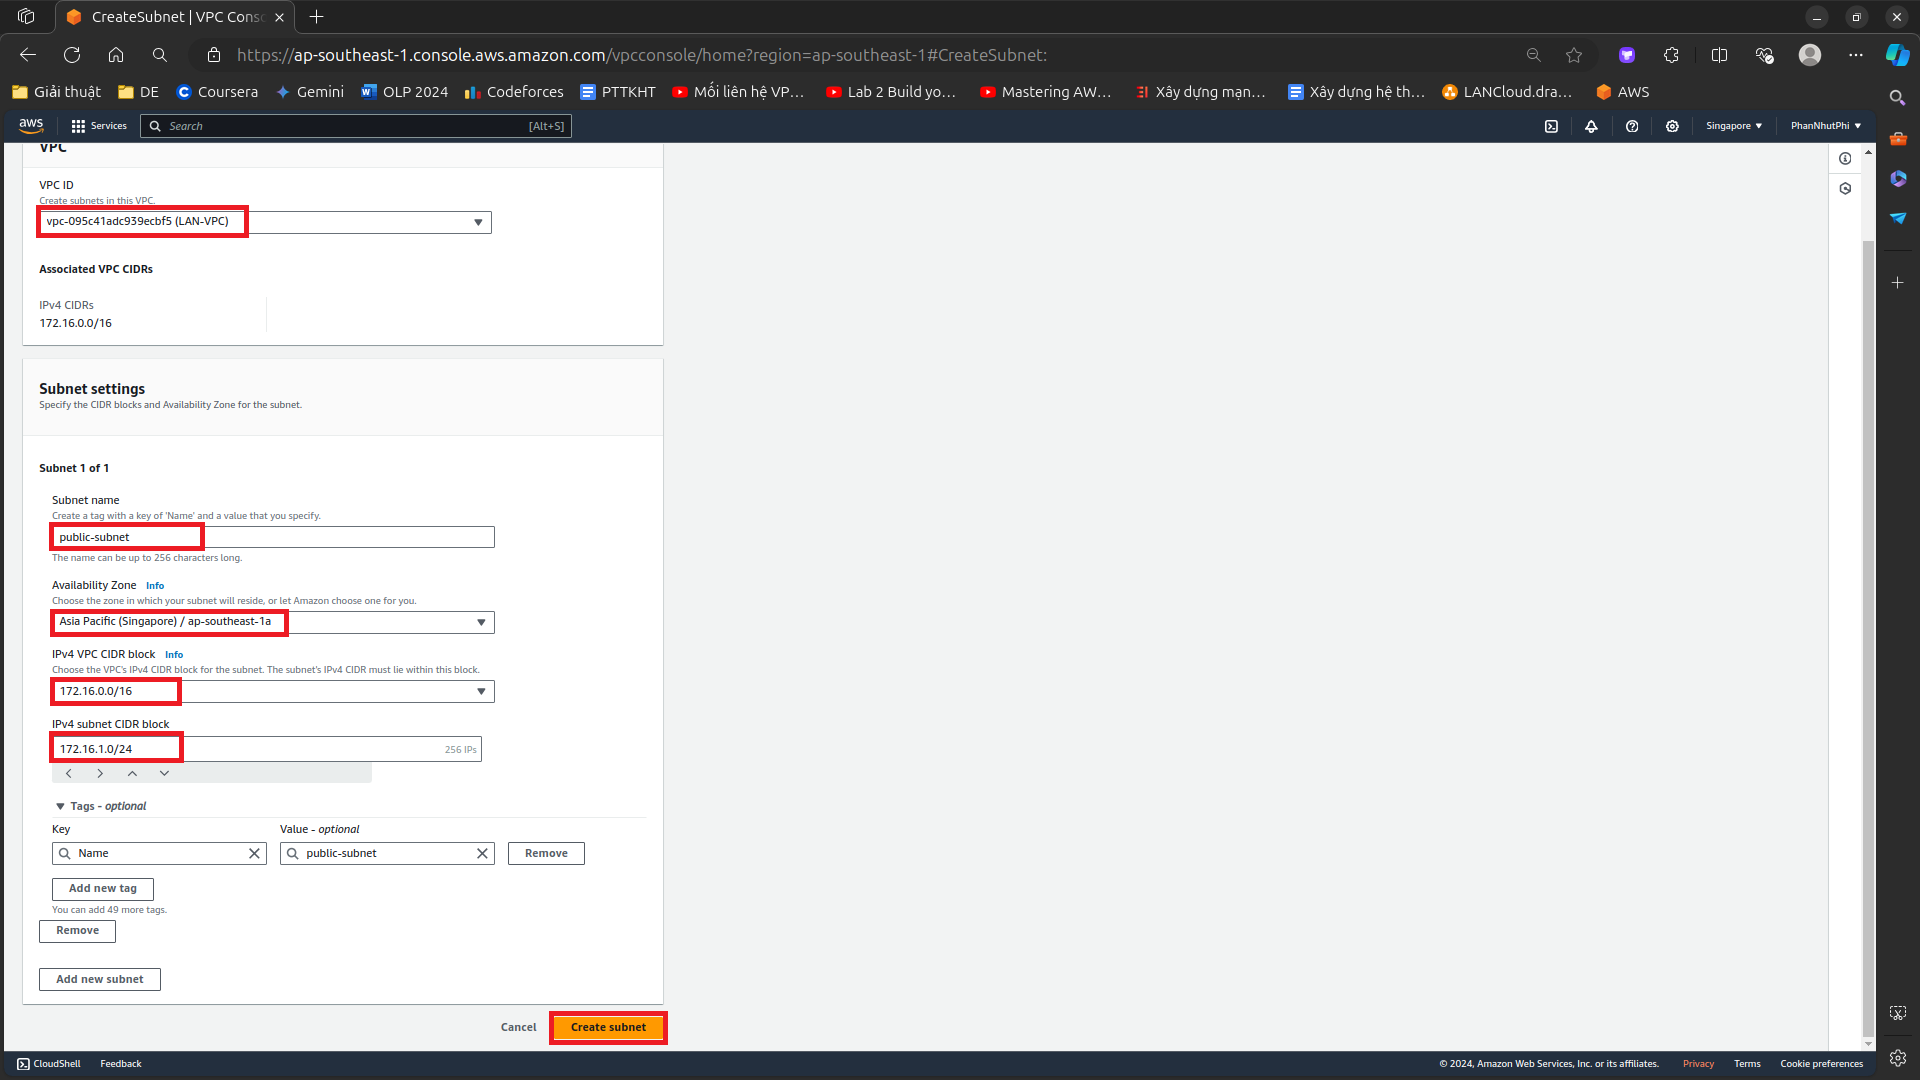 CreateSubnet | VPC Conso
https://ap-southeast-1.console.aws.amazon.com/vpcconsole/home?region=ap-southeast-1#CreateSubnet:
Giải thuật DE Coursera Gemini OLP 2024 Codeforces PTTKHT Mối liên hệ VP... Lab 2 Build yo... Mastering AW... Xây dựng mạn... Xây dựng hệ th... LANCloud.dra... AWS
aws Services Search [Alt+S] Singapore PhanNhutPhi
VPC
VPC ID
Create subnets in this VPC.
vpc-095c41adc939ecbf5 (LAN-VPC)
Associated VPC CIDRs
IPv4 CIDRs
172.16.0.0/16
Subnet settings
Specify the CIDR blocks and Availability Zone for the subnet.
Subnet 1 of 1
Subnet name
Create a tag with a key of 'Name' and a value that you specify.
public-subnet
The name can be up to 256 characters long.
Availability Zone Info
Choose the zone in which your subnet will reside, or let Amazon choose one for you.
Asia Pacific (Singapore) / ap-southeast-1a
IPv4 VPC CIDR block Info
Choose the VPC's IPv4 CIDR block for the subnet. The subnet's IPv4 CIDR must lie within this block.
172.16.0.0/16
IPv4 subnet CIDR block
172.16.1.0/24 256 IPs
Tags - optional
Key Value - optional
Name public-subnet Remove
Add new tag
You can add 49 more tags.
Remove
Add new subnet
Cancel Create subnet
CloudShell Feedback © 2024, Amazon Web Services, Inc. or its affiliates. Privacy Terms Cookie preferences